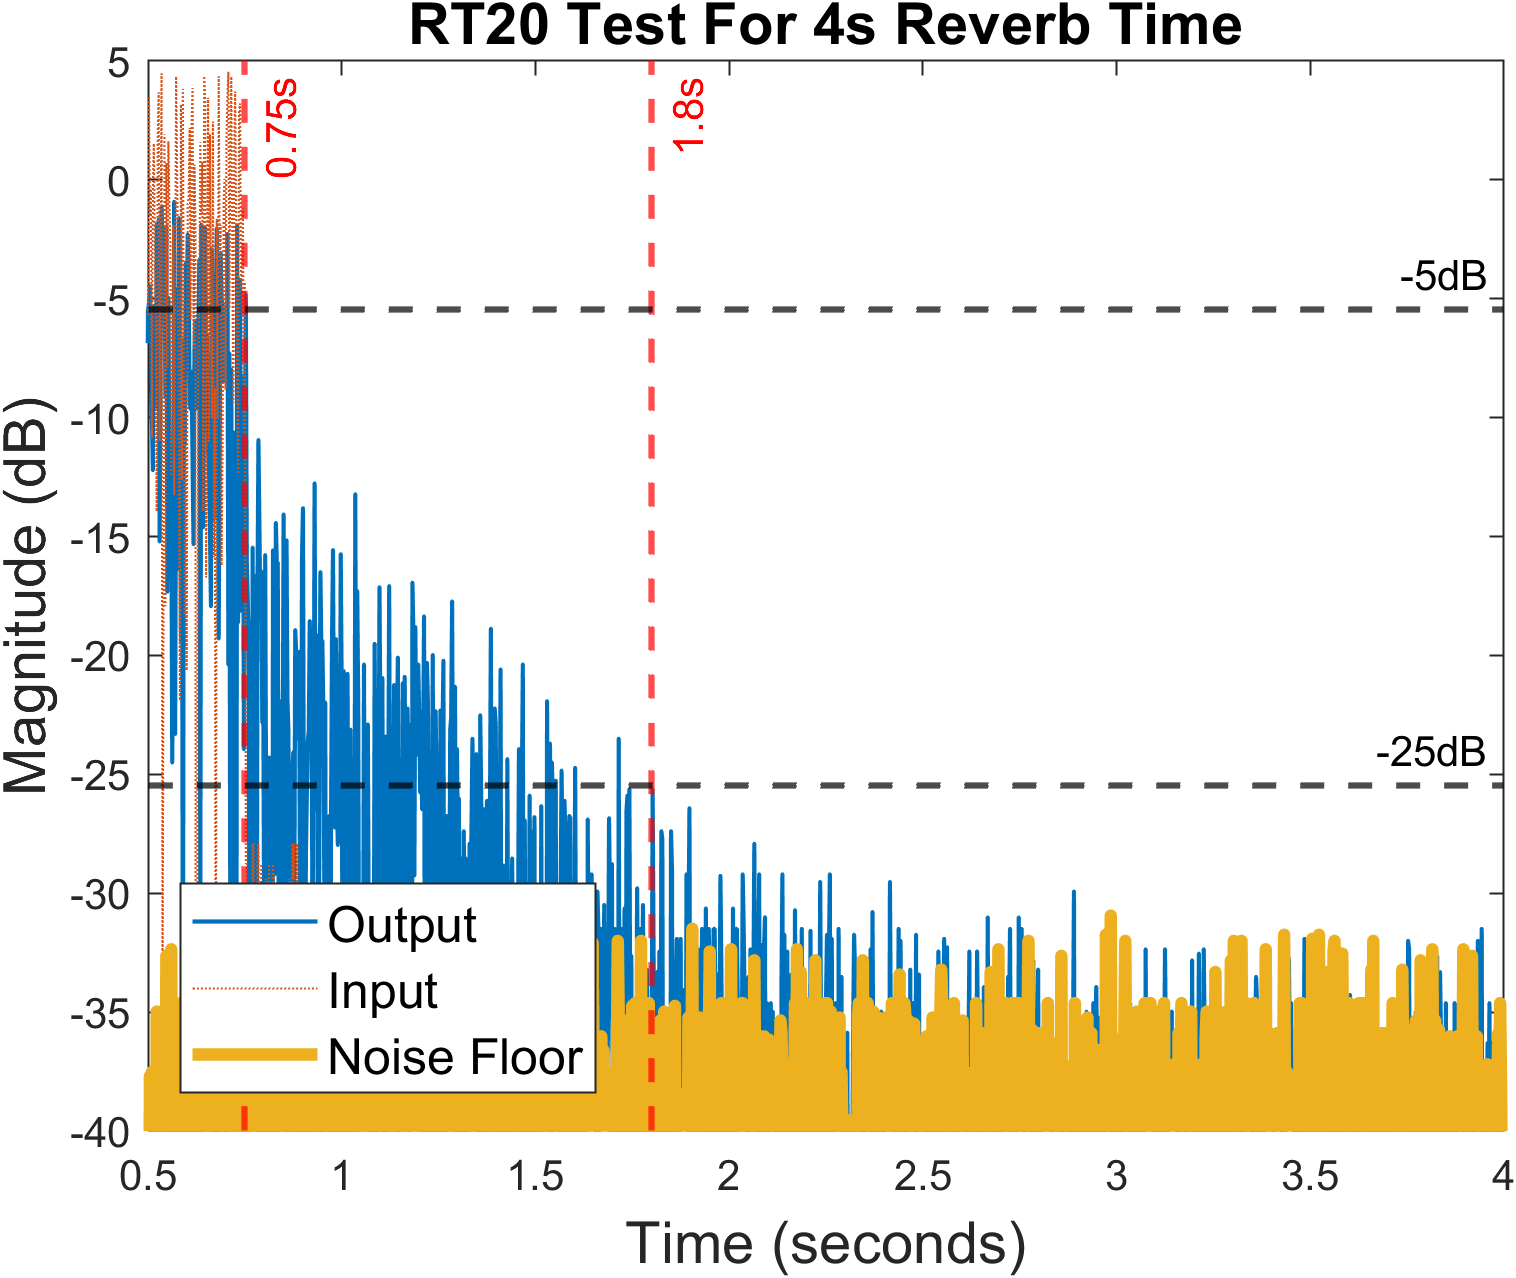 RT20 Test For 4s Reverb Time
5
0
-5
-10
-15
-20
-25
-30
-35
-40
Magnitude (dB)
0.75s
1.8s
-5dB
-25dB
Output
Input
Noise Floor
0.5
1
1.5
2
2.5
3
3.5
4
Time (seconds)